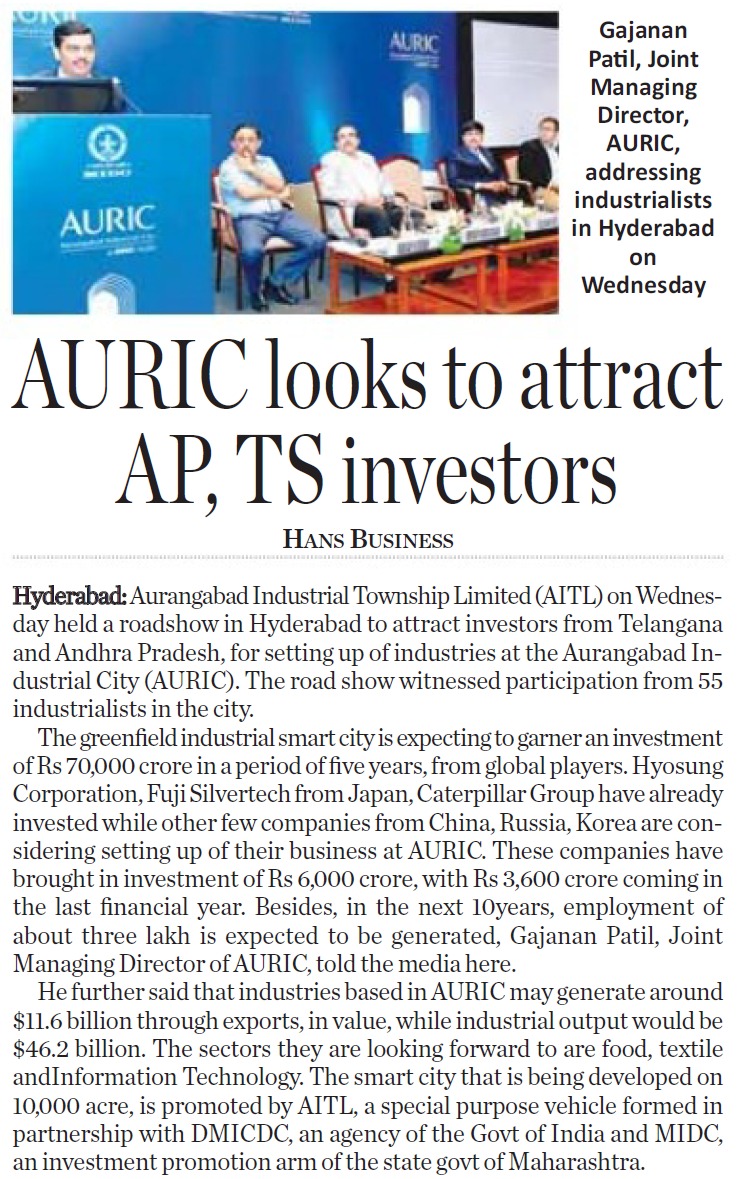 AURIC
AURIC
Gajanan
Patil, Joint
Managing
Director,
AURIC,
addressing
industrialists
in Hyderabad
on
Wednesday
AURIC looks to attract
AP, TS investors
HANS BUSINESS
Hyderabad: Aurangabad Industrial Township Limited (AITL) on Wednes-
day held a roadshow in Hyderabad to attract investors from Telangana
and Andhra Pradesh, for setting up of industries at the Aurangabad In-
dustrial City (AURIC). The road show witnessed participation from 55
industrialists in the city.
The greenfield industrial smart city is expecting to garner an investment
of Rs 70,000 crore in a period of five years, from global players. Hyosung
Corporation, Fuji Silvertech from Japan, Caterpillar Group have already
invested while other few companies from China, Russia, Korea are con-
sidering setting up of their business at AURIC. These companies have
brought in investment of Rs 6,000 crore, with Rs 3,600 crore coming in
the last financial year. Besides, in the next 10years, employment of
about three lakh is expected to be generated, Gajanan Patil, Joint
Managing Director of AURIC, told the media here.
He further said that industries based in AURIC may generate around
$11.6 billion through exports, in value, while industrial output would be
$46.2 billion. The sectors they are looking forward to are food, textile
andInformation Technology. The smart city that is being developed on
10,000 acre, is promoted by AITL, a special purpose vehicle formed in
partnership with DMICDC, an agency of the Govt of India and MIDC,
an investment promotion arm of the state govt of Maharashtra.